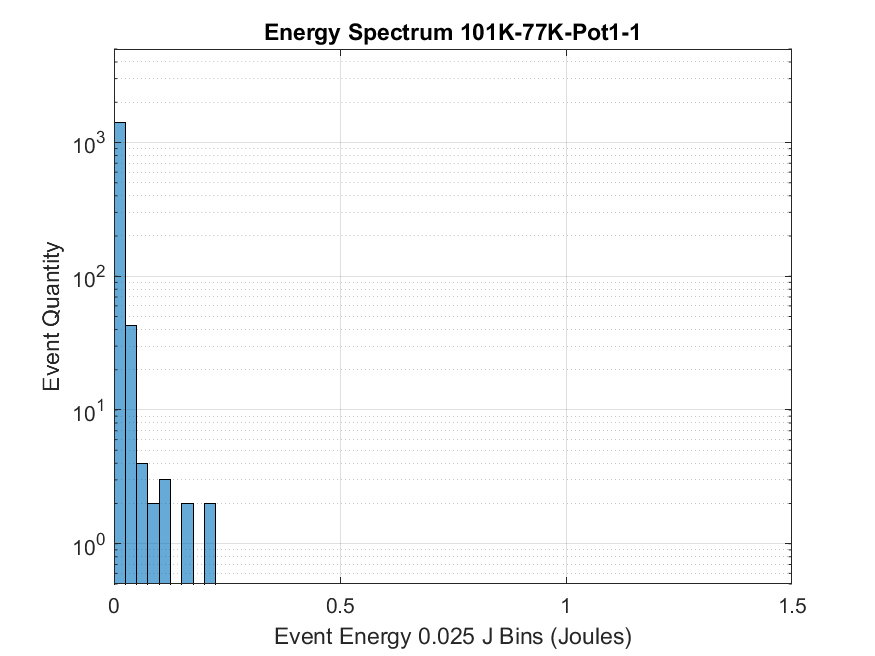 Energy Spectrum 101K-77K-Pot1-1
10^3
10^2
10^1
10^0
Event Quantity
0 0.5 1 1.5
Event Energy 0.025 J Bins (Joules)